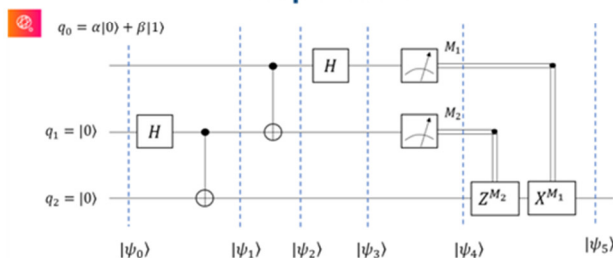 q₀ = α|0⟩ + β|1⟩
H
M₁
q₁ = |0⟩
H
M₂
q₂ = |0⟩
Z^M₂
X^M₁
|ψ₀⟩
|ψ₁⟩
|ψ₂⟩
|ψ₃⟩
|ψ₄⟩
|ψ₅⟩